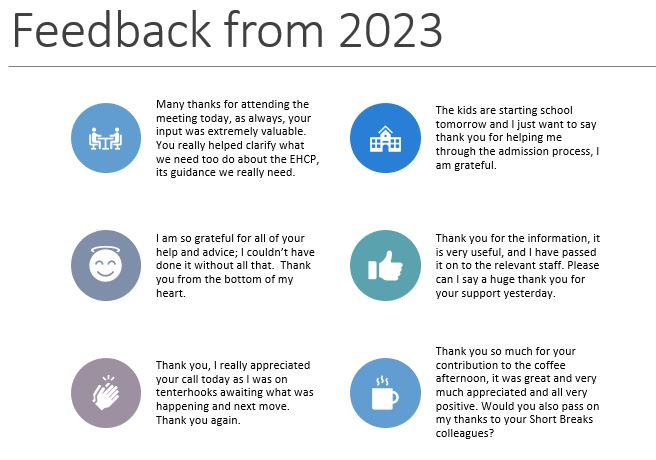 Feedback from 2023
Many thanks for attending the
meeting today, as always, your
input was extremely valuable.
You really helped clarify what
we need too do about the EHCP,
its guidance we really need.
The kids are starting school
tomorrow and I just want to say
thank you for helping me
through the admission process, I
am grateful.
I am so grateful for all of your
help and advice; I couldn't have
done it without all that.  Thank
you from the bottom of my
heart.
Thank you for the information, it
is very useful, and I have passed
it on to the relevant staff. Please
can I say a huge thank you for
your support yesterday.
Thank you, I really appreciated
your call today as I was on
tenterhooks awaiting what was
happening and next move.
Thank you again.
Thank you so much for your
contribution to the coffee
afternoon, it was great and very
much appreciated and all very
positive. Would you also pass on
my thanks to your Short Breaks
colleagues?